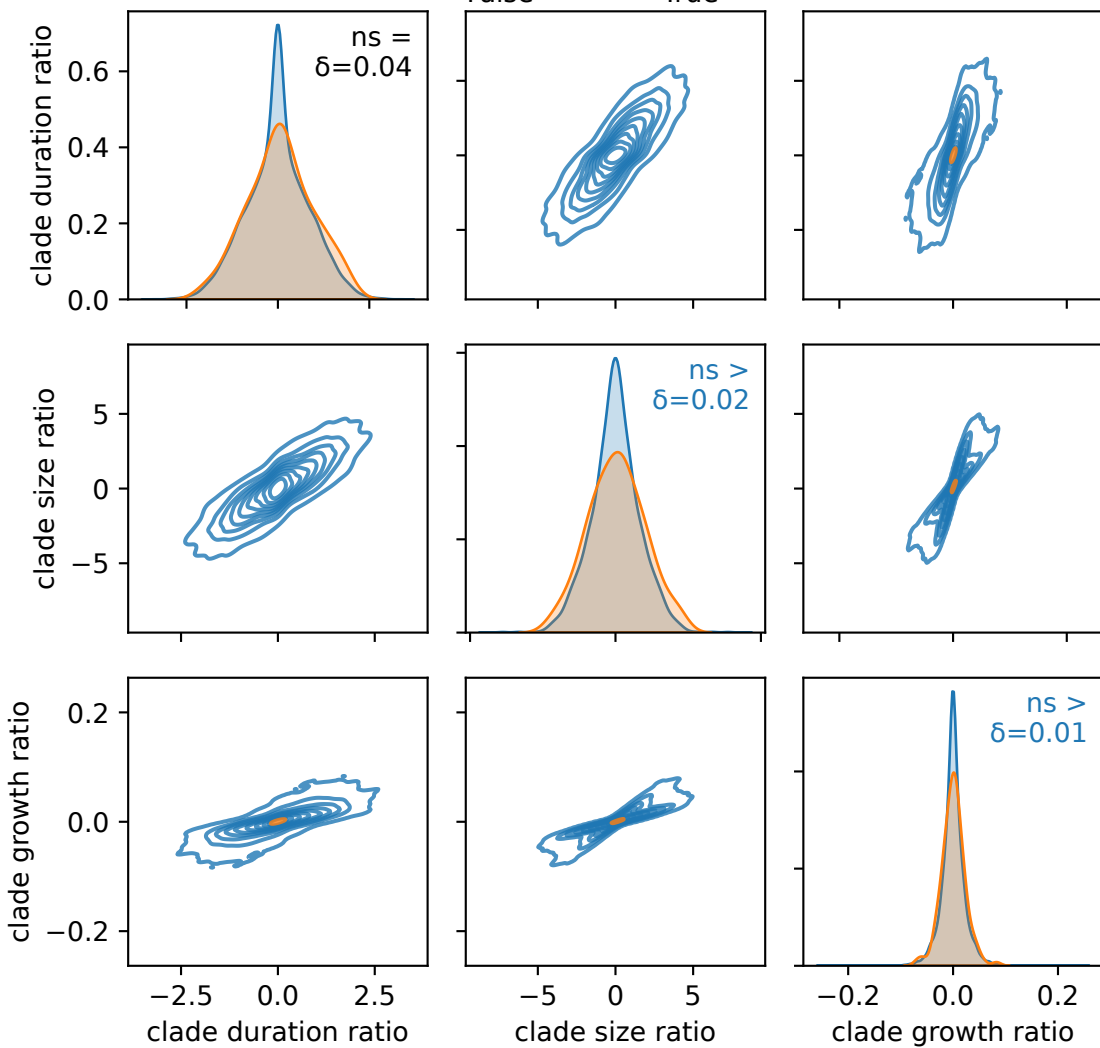 clade duration ratio
0.6
0.4
0.2
0.0
ns =
δ=0.04
clade size ratio
5
0
−5
ns >
δ=0.02
clade growth ratio
0.2
0.0
−0.2
ns >
δ=0.01
−2.5 0.0 2.5
−5 0 5
−0.2 0.0 0.2
clade duration ratio
clade size ratio
clade growth ratio